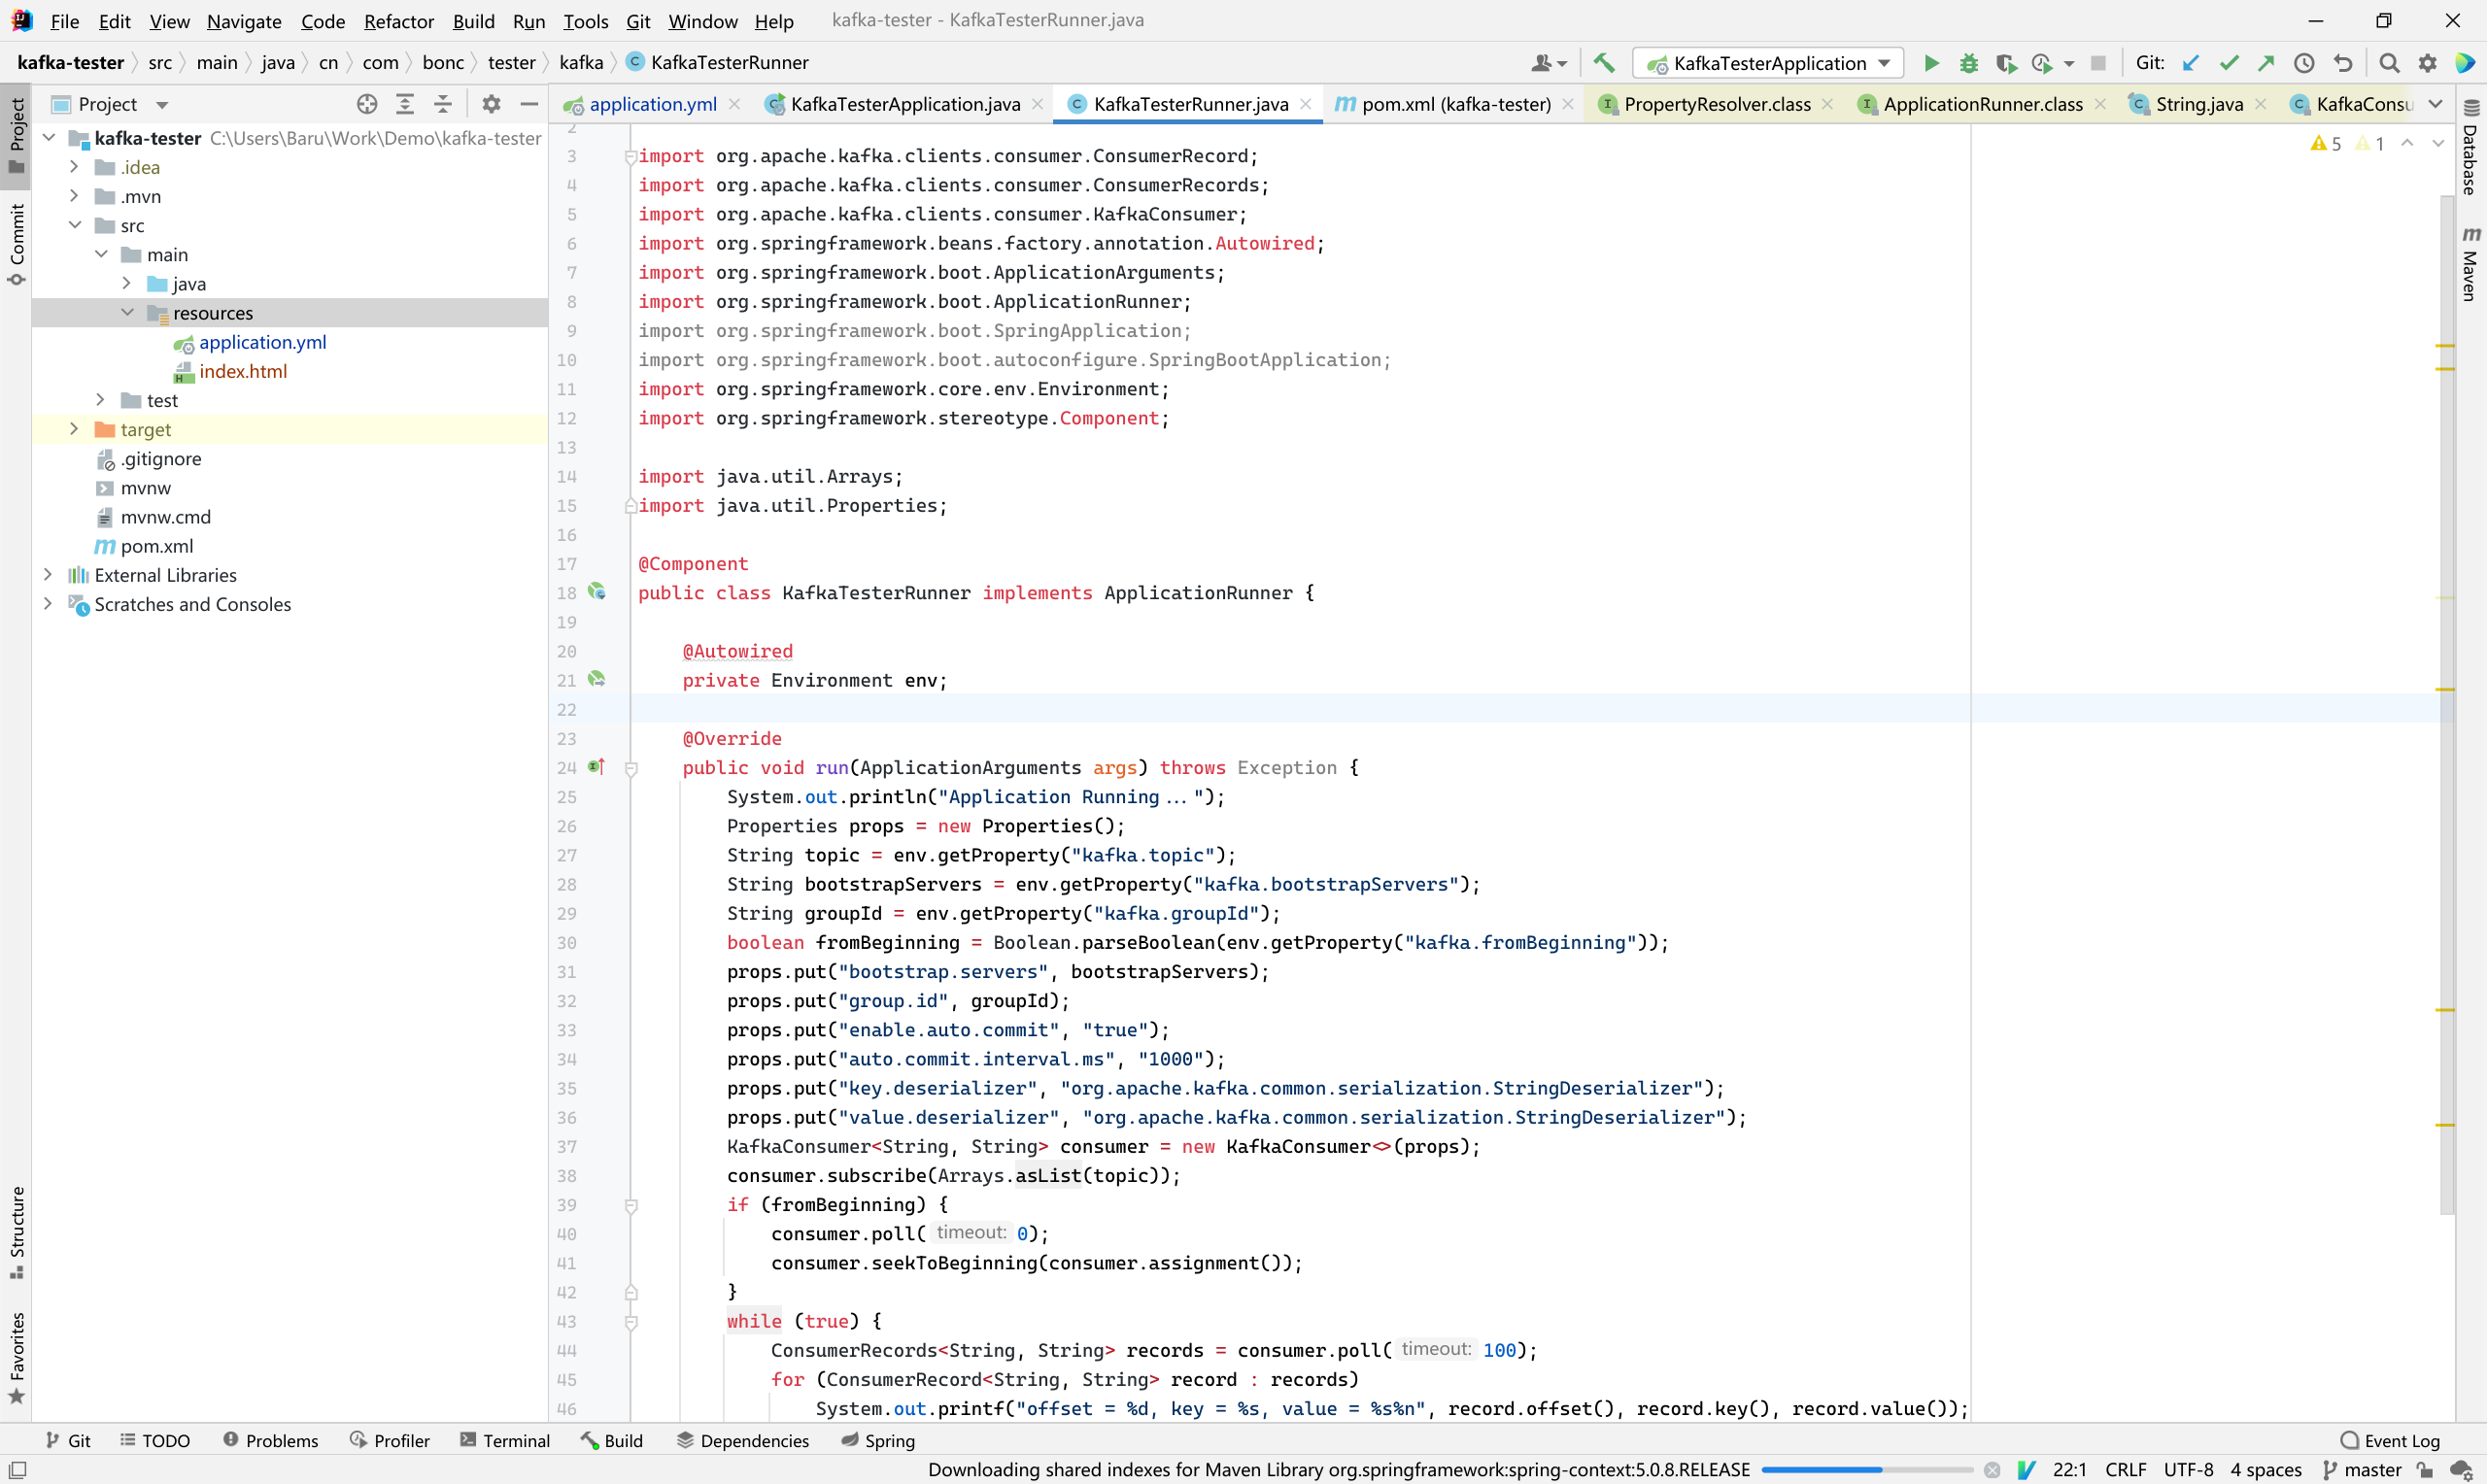 File Edit View Navigate Code Refactor Build Run Tools Git Window Help kafka-tester - KafkaTesterRunner.java
kafka-tester src main java cn com bonc tester kafka KafkaTesterRunner KafkaTesterApplication Git:
Project application.yml KafkaTesterApplication.java KafkaTesterRunner.java pom.xml (kafka-tester) PropertyResolver.class ApplicationRunner.class String.java KafkaConsu
Project
Commit
Structure
Favorites
kafka-tester C:\Users\Baru\Work\Demo\kafka-tester
.idea
.mvn
src
main
java
resources
application.yml
index.html
test
target
.gitignore
mvnw
mvnw.cmd
pom.xml
External Libraries
Scratches and Consoles
5 1
Database
Maven
2
3 import org.apache.kafka.clients.consumer.ConsumerRecord;
4 import org.apache.kafka.clients.consumer.ConsumerRecords;
5 import org.apache.kafka.clients.consumer.KafkaConsumer;
6 import org.springframework.beans.factory.annotation.Autowired;
7 import org.springframework.boot.ApplicationArguments;
8 import org.springframework.boot.ApplicationRunner;
9 import org.springframework.boot.SpringApplication;
10 import org.springframework.boot.autoconfigure.SpringBootApplication;
11 import org.springframework.core.env.Environment;
12 import org.springframework.stereotype.Component;
13
14 import java.util.Arrays;
15 import java.util.Properties;
16
17 @Component
18 public class KafkaTesterRunner implements ApplicationRunner {
19
20 @Autowired
21 private Environment env;
22
23 @Override
24 public void run(ApplicationArguments args) throws Exception {
25 System.out.println("Application Running...");
26 Properties props = new Properties();
27 String topic = env.getProperty("kafka.topic");
28 String bootstrapServers = env.getProperty("kafka.bootstrapServers");
29 String groupId = env.getProperty("kafka.groupId");
30 boolean fromBeginning = Boolean.parseBoolean(env.getProperty("kafka.fromBeginning"));
31 props.put("bootstrap.servers", bootstrapServers);
32 props.put("group.id", groupId);
33 props.put("enable.auto.commit", "true");
34 props.put("auto.commit.interval.ms", "1000");
35 props.put("key.deserializer", "org.apache.kafka.common.serialization.StringDeserializer");
36 props.put("value.deserializer", "org.apache.kafka.common.serialization.StringDeserializer");
37 KafkaConsumer<String, String> consumer = new KafkaConsumer<>(props);
38 consumer.subscribe(Arrays.asList(topic));
39 if (fromBeginning) {
40 consumer.poll( timeout: 0);
41 consumer.seekToBeginning(consumer.assignment());
42 }
43 while (true) {
44 ConsumerRecords<String, String> records = consumer.poll( timeout: 100);
45 for (ConsumerRecord<String, String> record : records)
46 System.out.printf("offset = %d, key = %s, value = %s%n", record.offset(), record.key(), record.value());
Git TODO Problems Profiler Terminal Build Dependencies Spring Event Log
Downloading shared indexes for Maven Library org.springframework:spring-context:5.0.8.RELEASE 22:1 CRLF UTF-8 4 spaces master